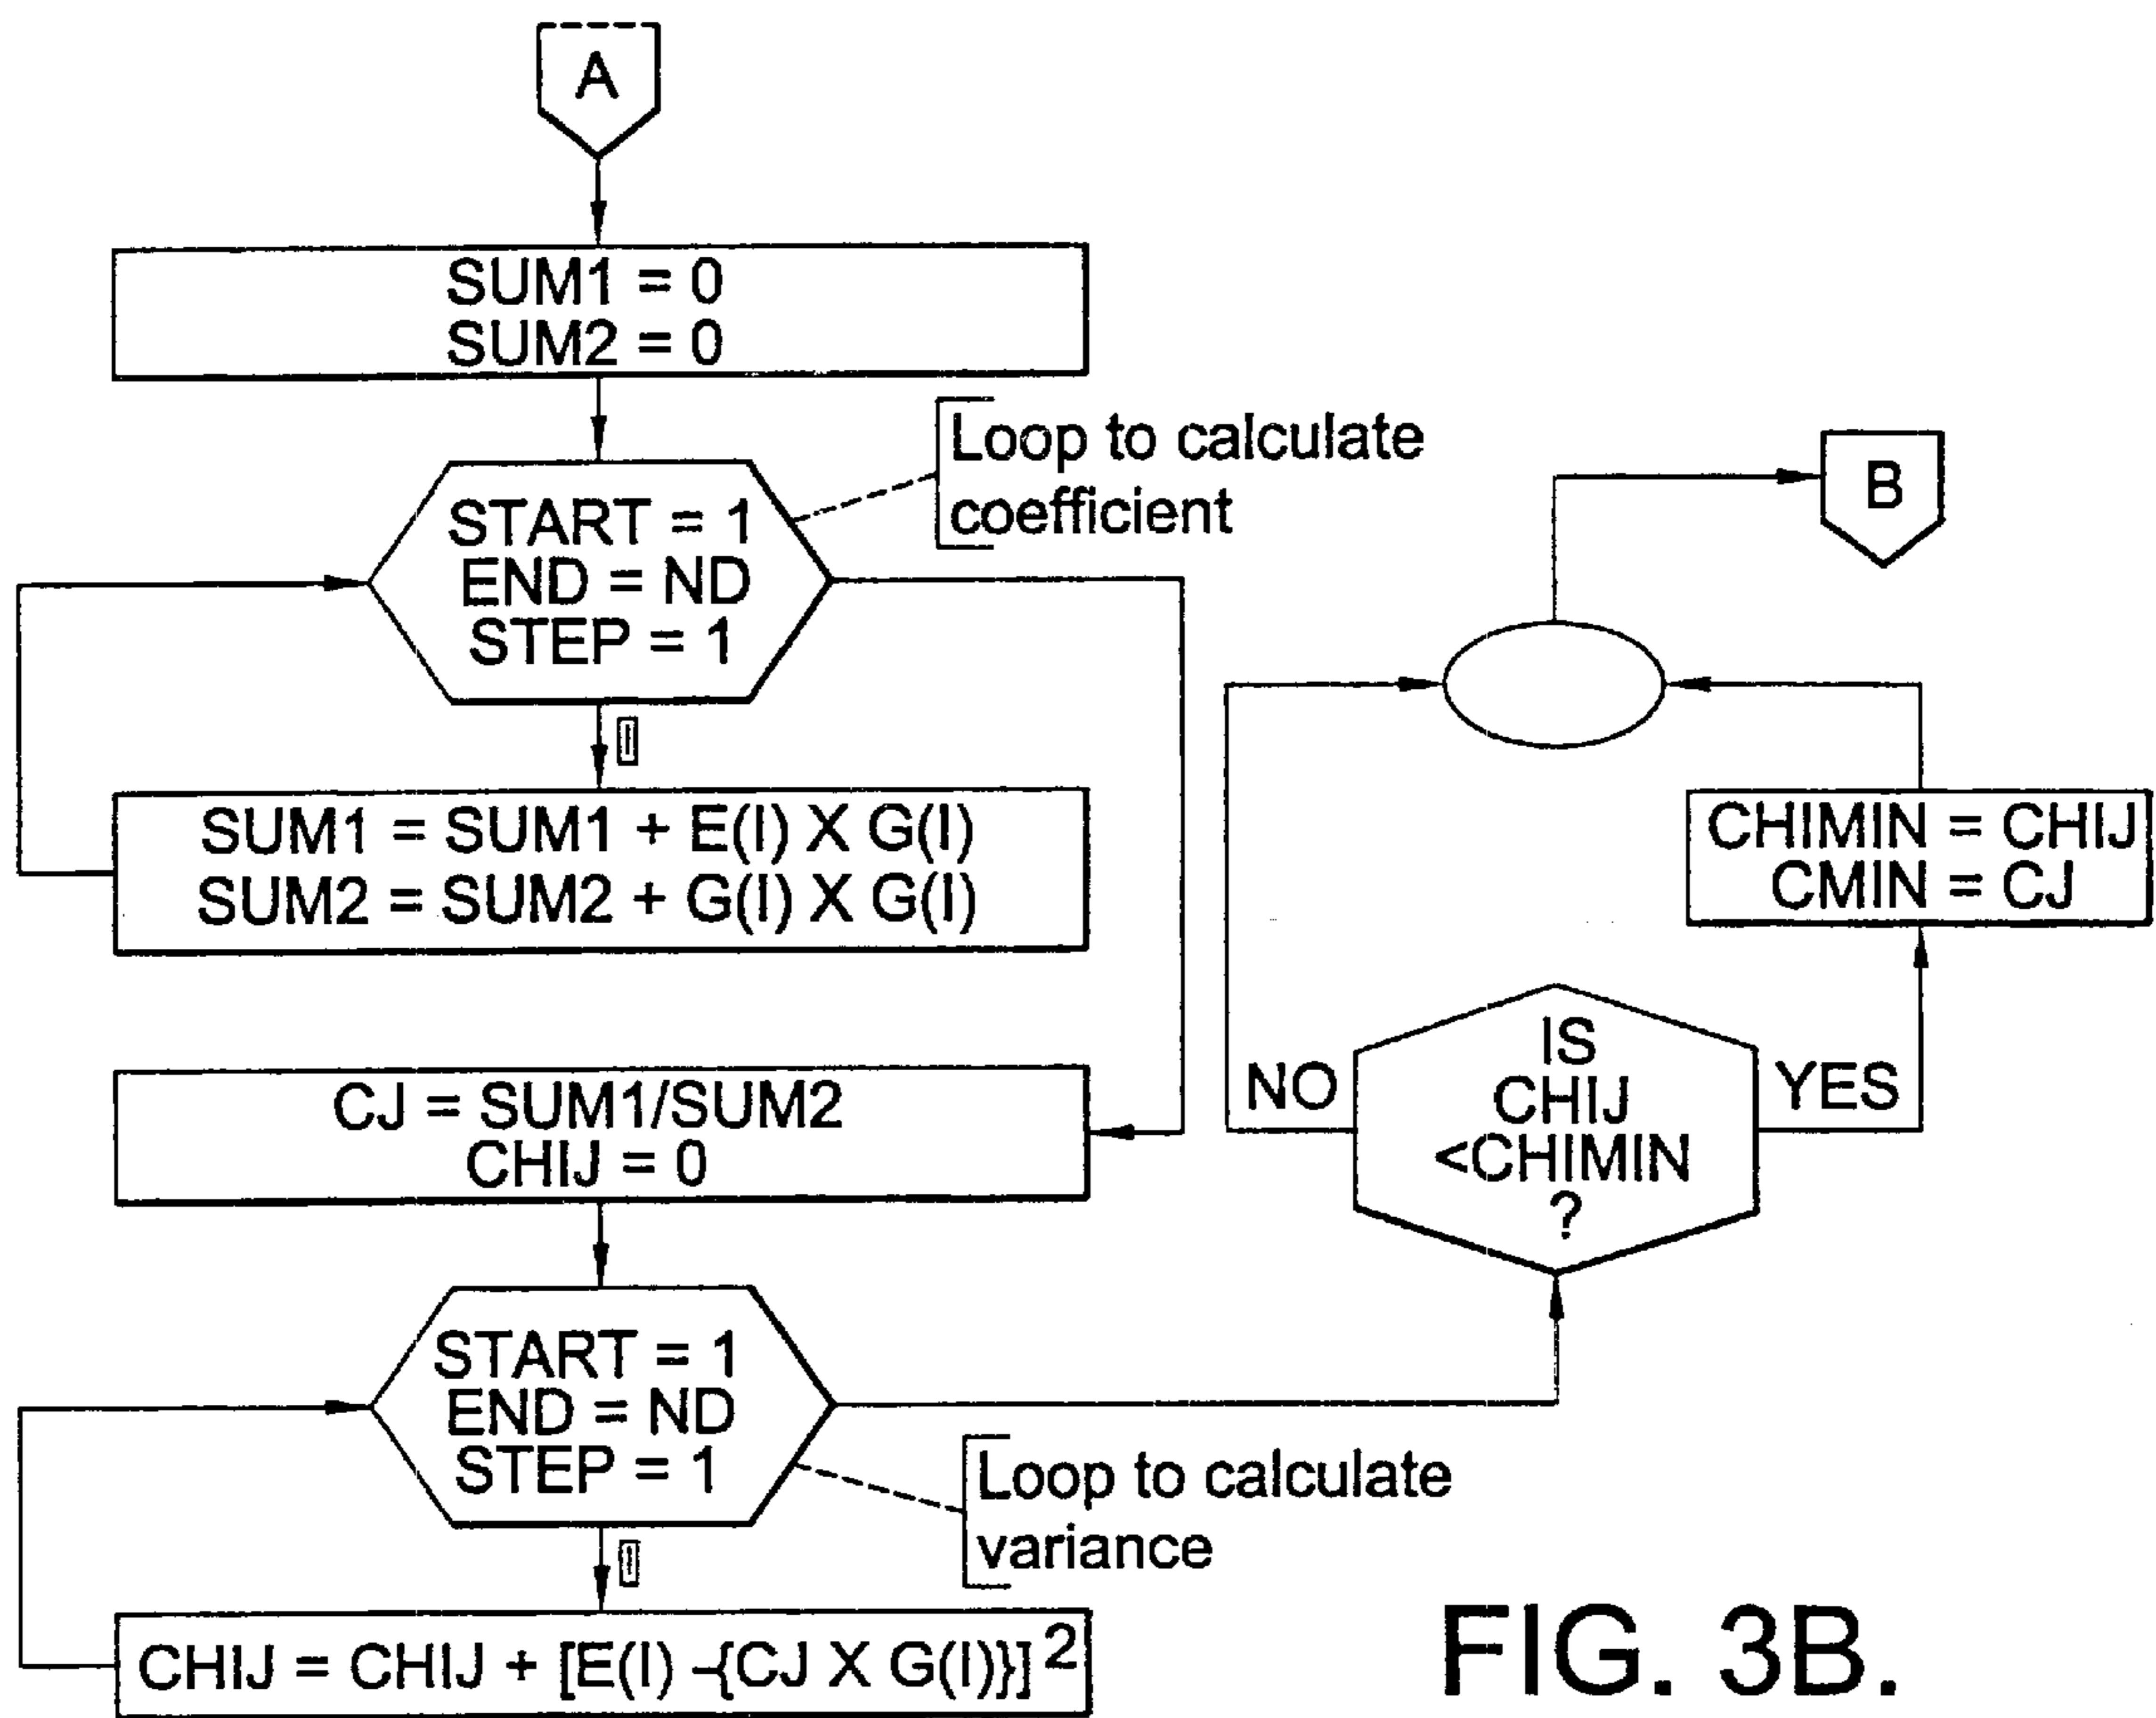 A
SUM1 = 0
SUM2 = 0
Loop to calculate
coefficient
START = 1
END = ND
STEP = 1
I
SUM1 = SUM1 + E(I) X G(I)
SUM2 = SUM2 + G(I) X G(I)
CJ = SUM1/SUM2
CHIJ = 0
START = 1
END = ND
STEP = 1
Loop to calculate
variance
I
CHIJ = CHIJ + [E(I) -{CJ X G(I)}]2
B
CHIMIN = CHIJ
CMIN = CJ
NO
IS
CHIJ
<CHIMIN
?
YES
FIG. 3B.